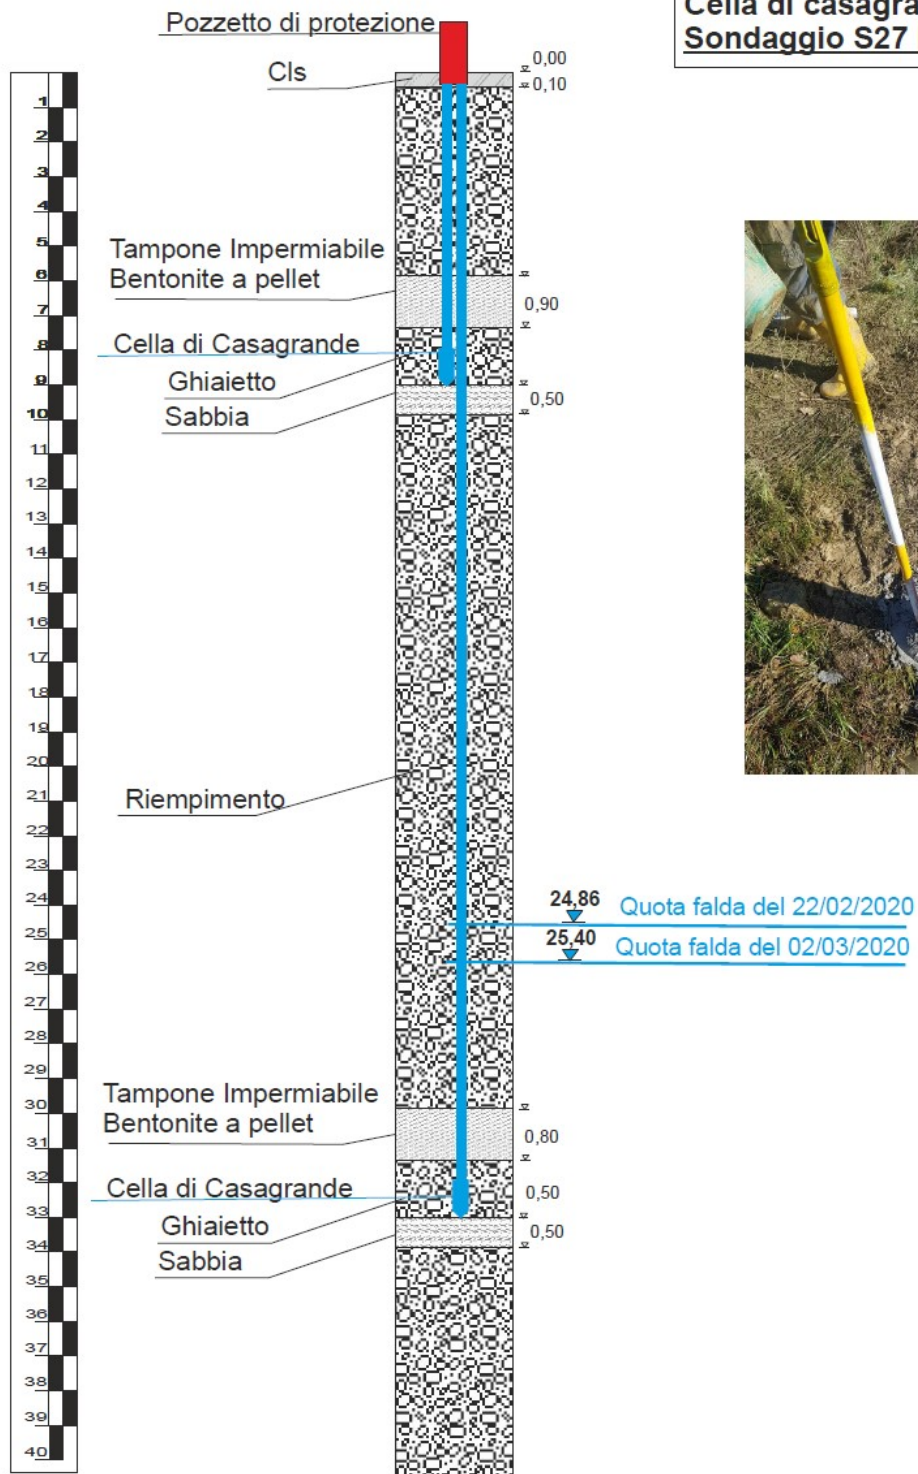 Pozzetto di protezione
Sondaggio S27
Cls
0,00
0,10
1
2
3
4
5
6
7
8
9
10
11
12
13
14
15
16
17
18
19
20
21
22
23
24
25
26
27
28
29
30
31
32
33
34
35
36
37
38
39
40
Tampone Impermiabile
Bentonite a pellet
0,90
Cella di Casagrande
Ghiaietto
0,50
Sabbia
Riempimento
24,86 Quota falda del 22/02/2020
25,40 Quota falda del 02/03/2020
Tampone Impermiabile
Bentonite a pellet
0,80
Cella di Casagrande
0,50
Ghiaietto
0,50
Sabbia